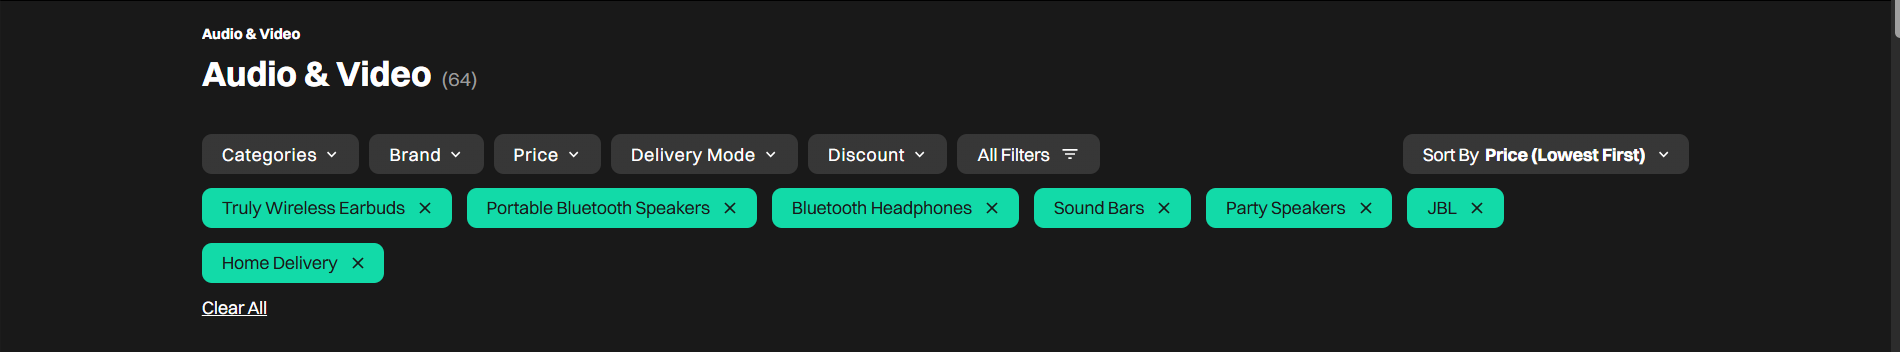 Audio & Video
Audio & Video (64)
Categories Brand Price Delivery Mode Discount All Filters Sort By Price (Lowest First)
Truly Wireless Earbuds Portable Bluetooth Speakers Bluetooth Headphones Sound Bars Party Speakers JBL
Home Delivery
Clear All